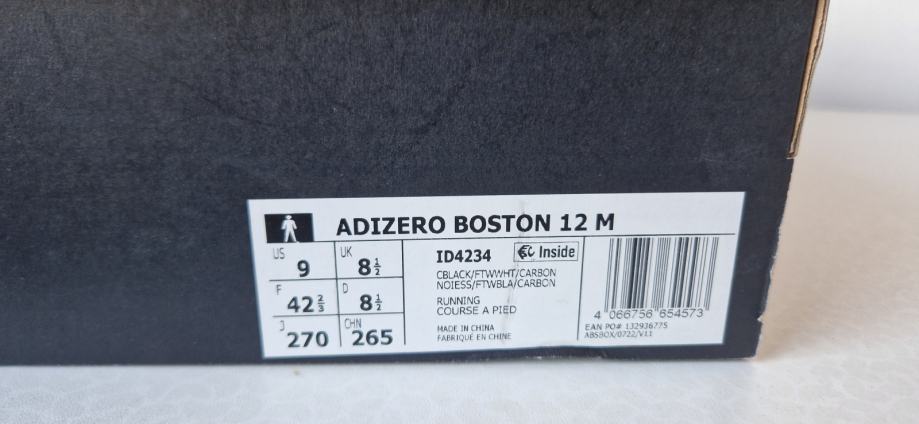 ADIZERO BOSTON 12 M
US 9 UK 8½
F 42⅔ D 8½
J 270 CHN 265
ID4234 Inside
CBLACK/FTWWHT/CARBON
NOIESS/FTWBLA/CARBON
RUNNING
COURSE A PIED
MADE IN CHINA
FABRIQUÉ EN CHINE
4 066756 654573
EAN PO# 132936775
ABSBOX/0722/V11